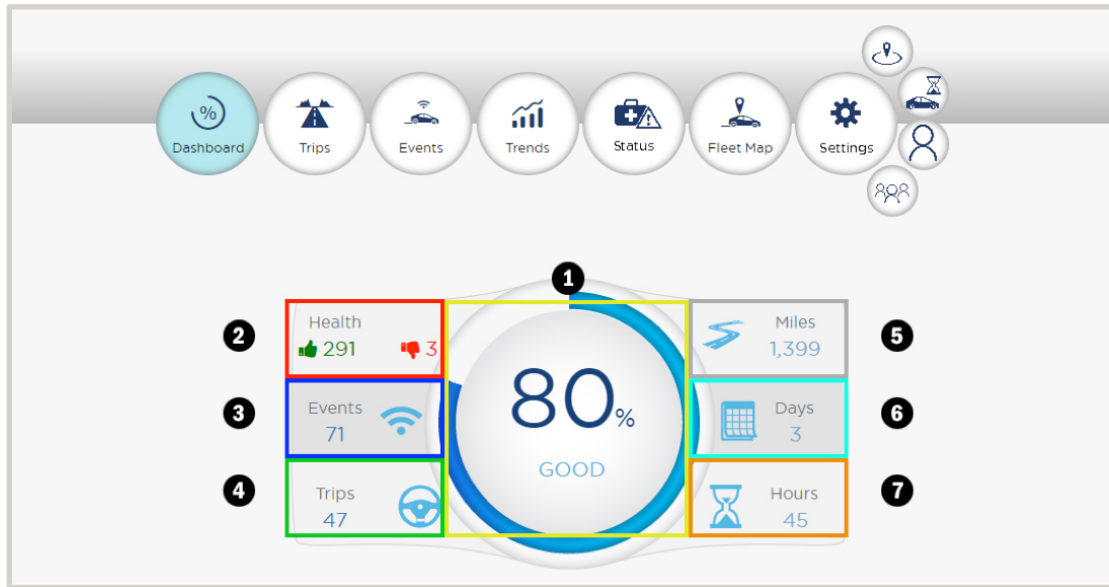 %
Dashboard
Trips
Events
Trends
Status
Fleet Map
Settings
1
2
Health
291
3
3
Events
71
4
Trips
47
80%
GOOD
Miles
1,399
5
Days
3
6
Hours
45
7